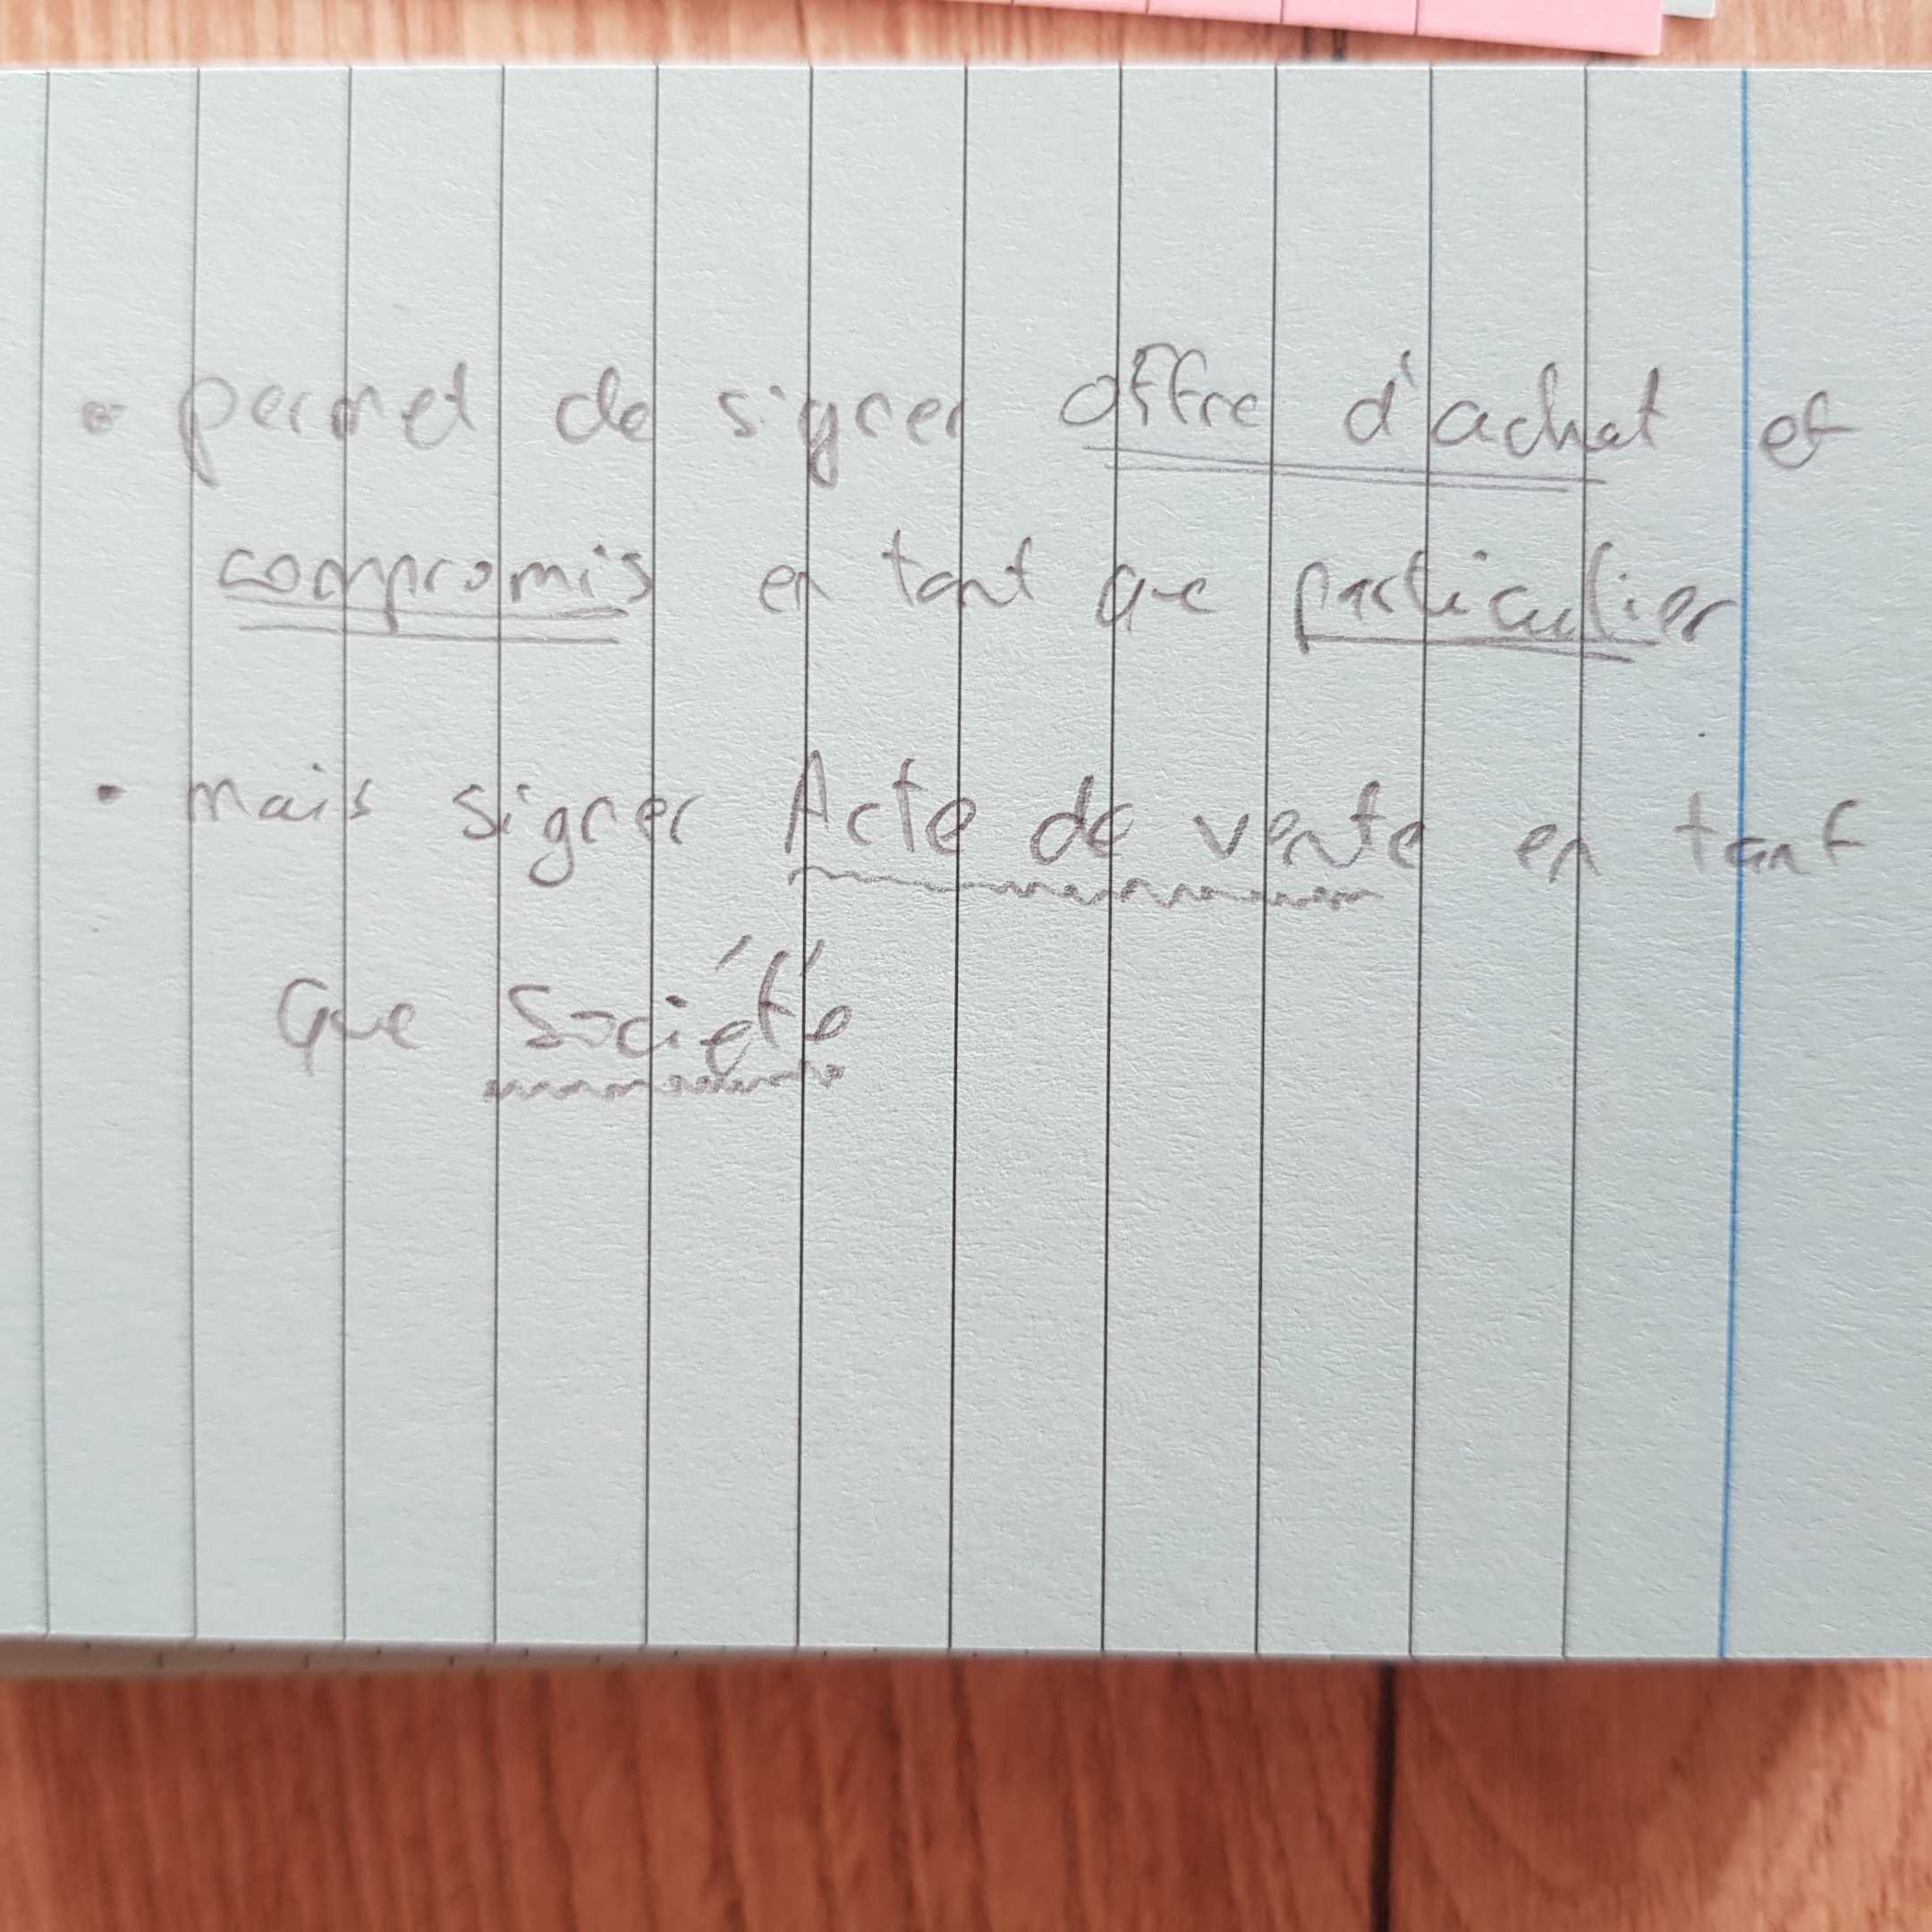 • permet de signer offre d'achat et
compromis en tant que particulier
• mais signer Acte de vente en tant
que Société